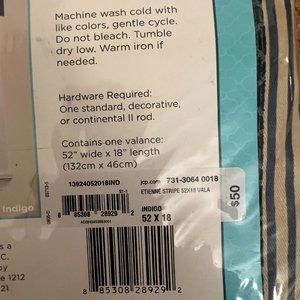 Machine wash cold with
like colors, gentle cycle.
Do not bleach. Tumble
dry low. Warm iron if
needed.
Hardware Required:
One standard, decorative,
or continental II rod.
Contains one valance:
52" wide x 18" length
(132cm x 46cm)
13924052018IND
jcp.com 731-3064 0018
ETIENNE STRIPE 52X18 VALA
8 85308 28929 2
INDIGO
52 X 18
$50
Indigo
8 85308 28929 2
s a
C.
by
e 1212
21